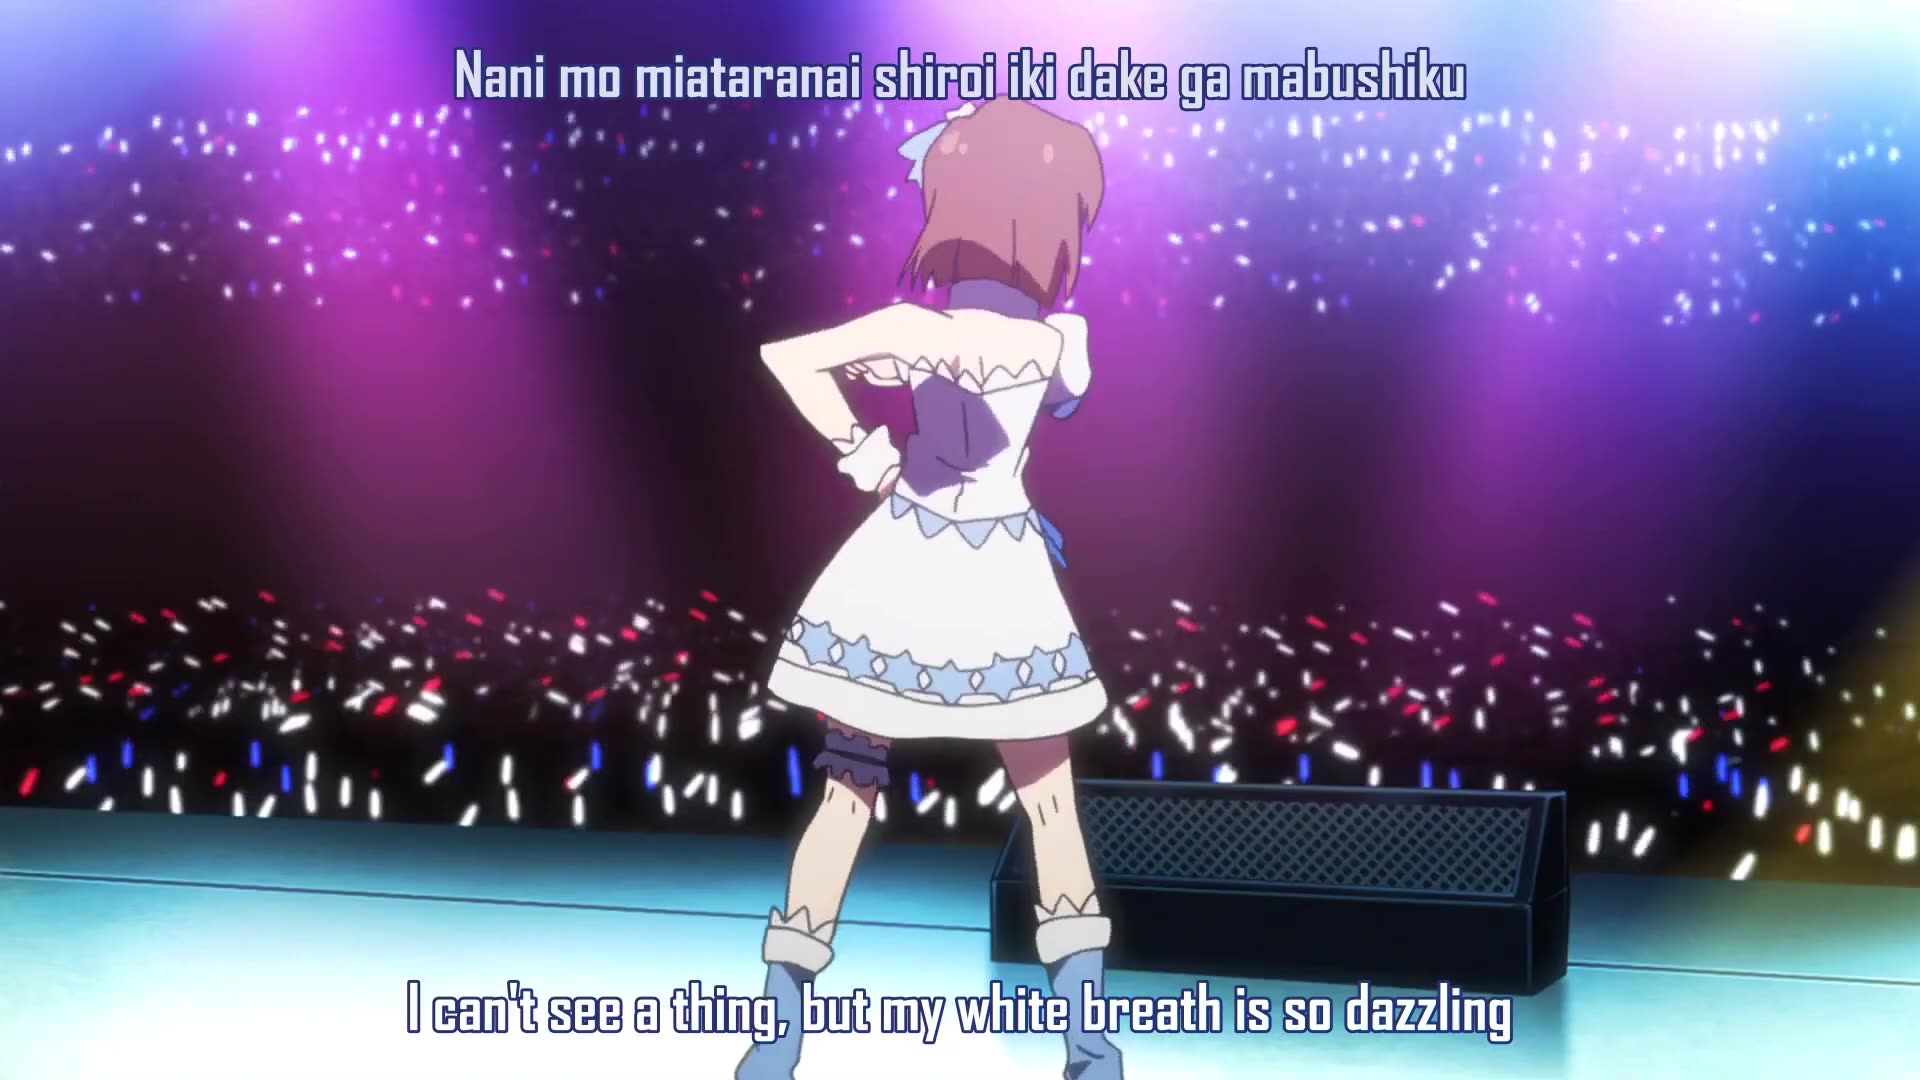 Nani mo miataranai shiroi iki dake ga mabushiku
I can't see a thing, but my white breath is so dazzling